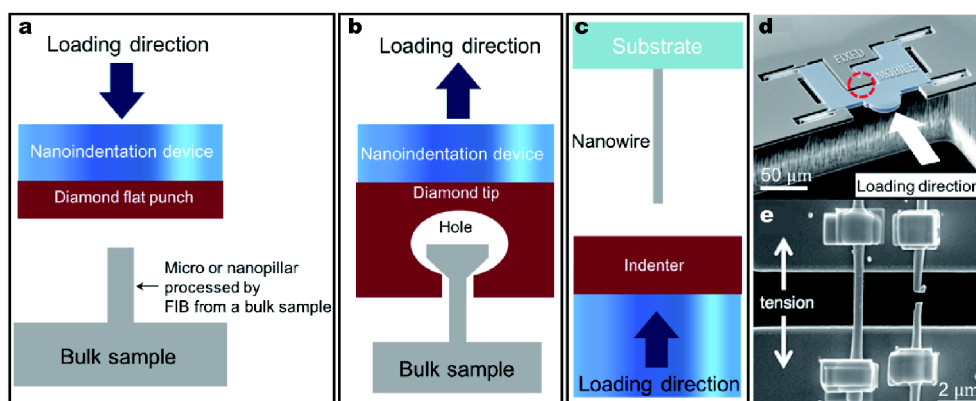 a
Loading direction
Nanoindentation device
Diamond flat punch
Micro or nanopillar
processed by
FIB from a bulk sample
Bulk sample
b
Loading direction
Nanoindentation device
Diamond tip
Hole
Bulk sample
c
Substrate
Nanowire
Indenter
Loading direction
d
FIXED
MOBILE
50 μm
Loading direction
e
tension
2 μm